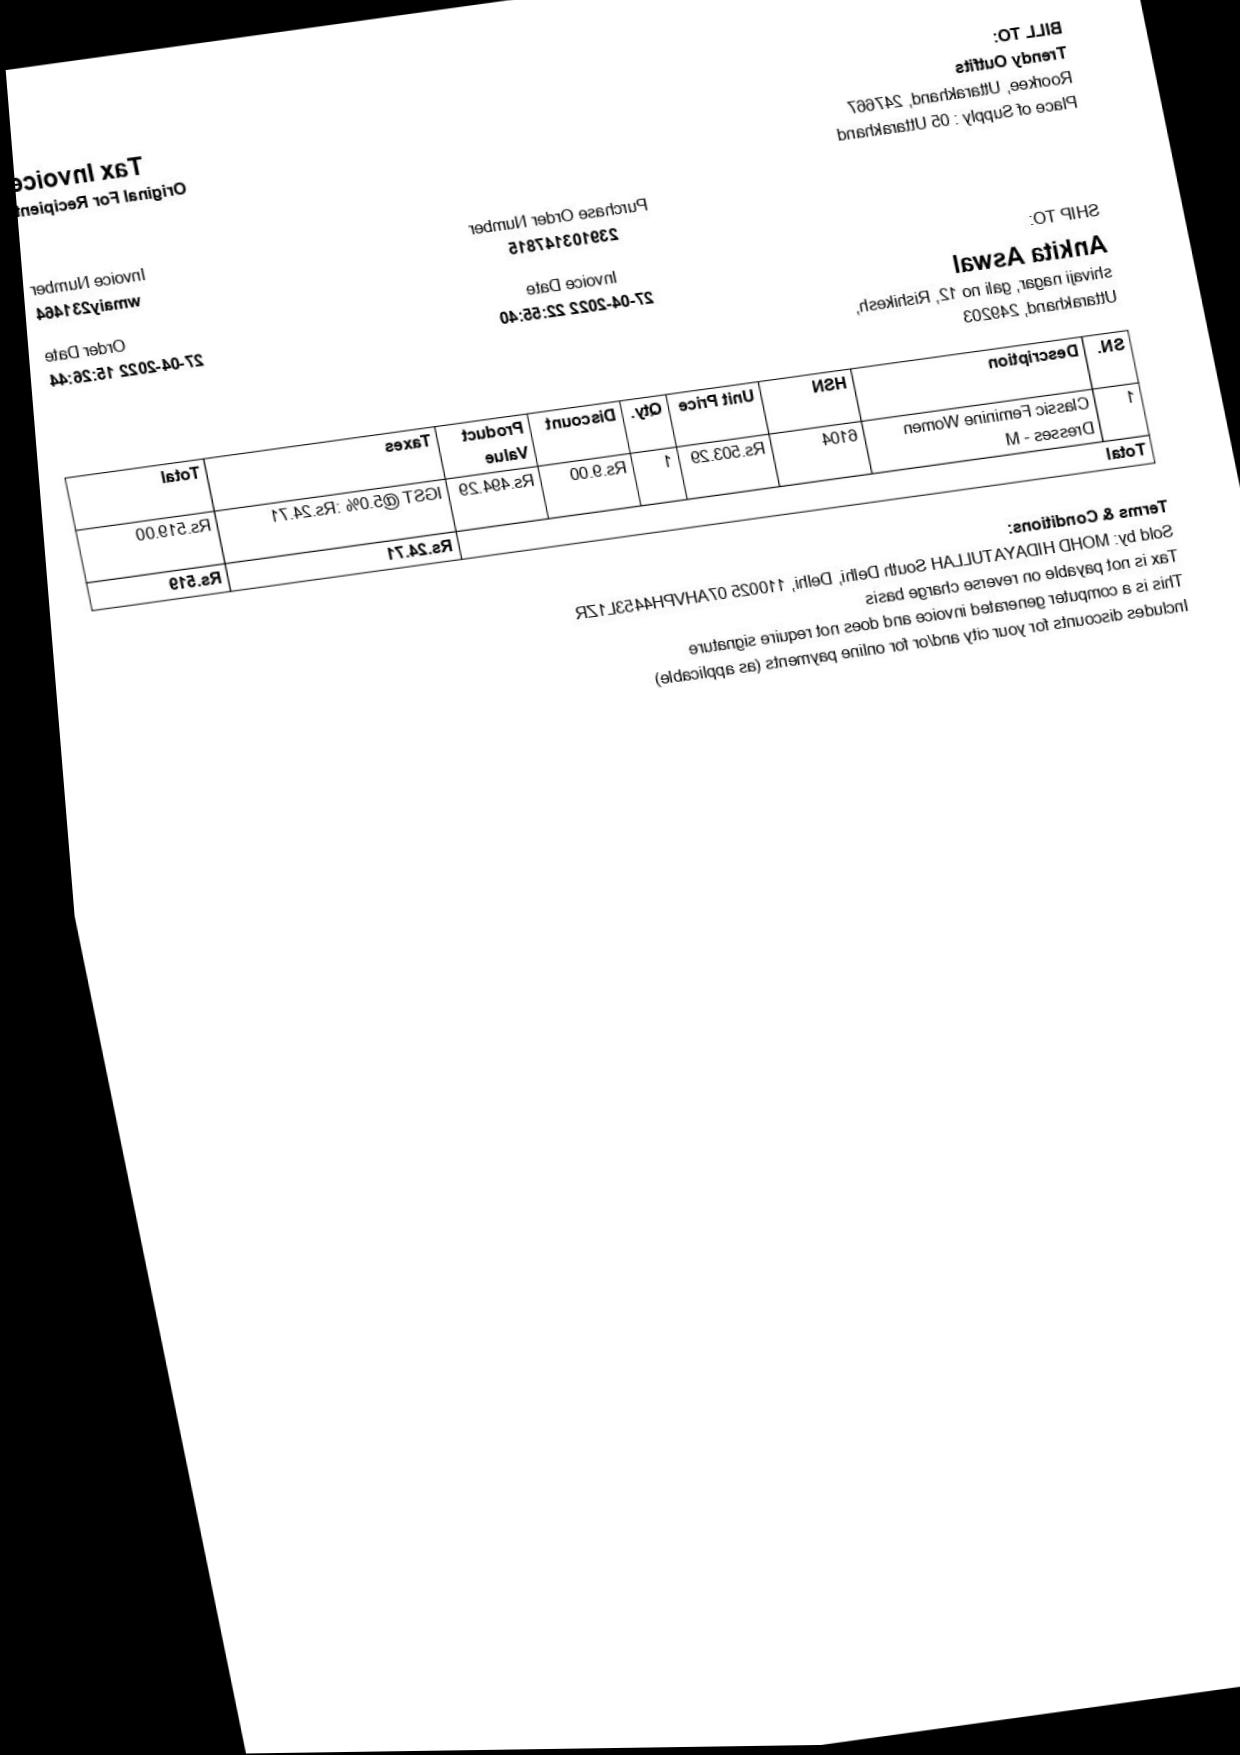 BILL TO:
Trendy Outfits
Roorkee, Uttarakhand, 247667
Place of Supply : 05 Uttarakhand
Tax Invoice
Original For Recipient
SHIP TO:
Ankita Aswal
shivaji nagar, gali no 12, Rishikesh,
Uttarakhand, 249203
Purchase Order Number
239103147815
Invoice Date
27-04-2022 22:55:40
Invoice Number
wmaiy231464
Order Date
27-04-2022 15:26:44
SN. Description HSN Unit Price Qty. Discount Product Value Taxes Total
1 Classic Feminine Women Dresses - M 6104 Rs.503.29 1 Rs.9.00 Rs.494.29 IGST @5.0% :Rs.24.71 Rs.519.00
Total Rs.24.71 Rs.519
Terms & Conditions:
Sold by: MOHD HIDAYATULLAH South Delhi, Delhi, 110025 07AHVPH4453L1ZR
Tax is not payable on reverse charge basis
This is a computer generated invoice and does not require signature
Includes discounts for your city and/or for online payments (as applicable)